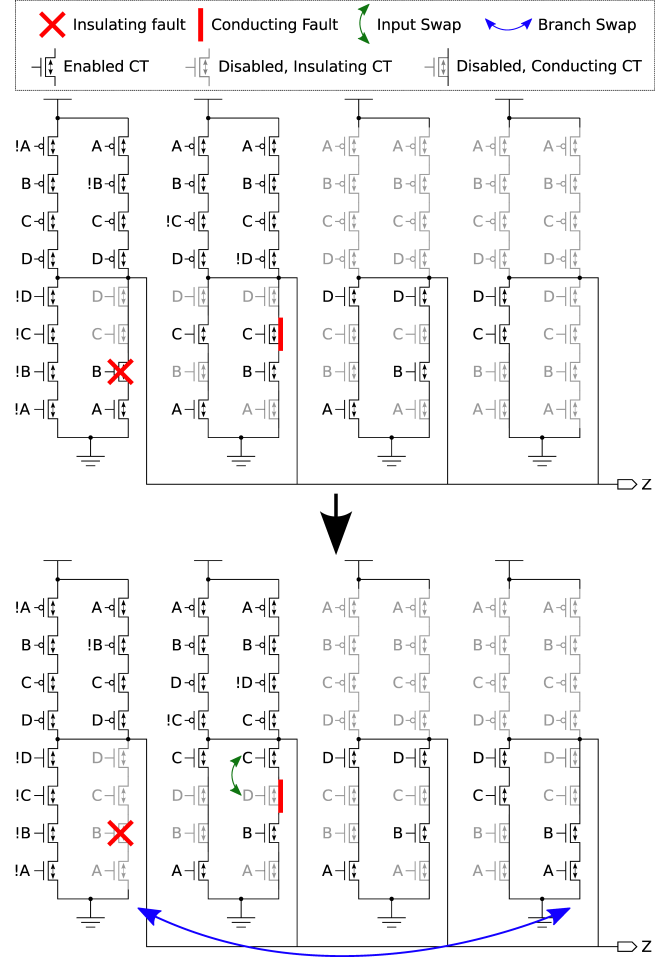 Insulating fault Conducting Fault Input Swap Branch Swap
Enabled CT Disabled, Insulating CT Disabled, Conducting CT
!A A A A A A A A
B !B B B B B B B
C C !C C C C C C
D D D !D D D D D
!D D D D D D D D
!C C C C C C C C
!B B B B B B B B
!A A A A A A A A
Z
!A A A A A A A A
B !B B B B B B B
C C D !D C C C C
D D !C C D D D D
!D D C C D D D D
!C C D D C C C C
!B B B B B B B B
!A A A A A A A A
Z